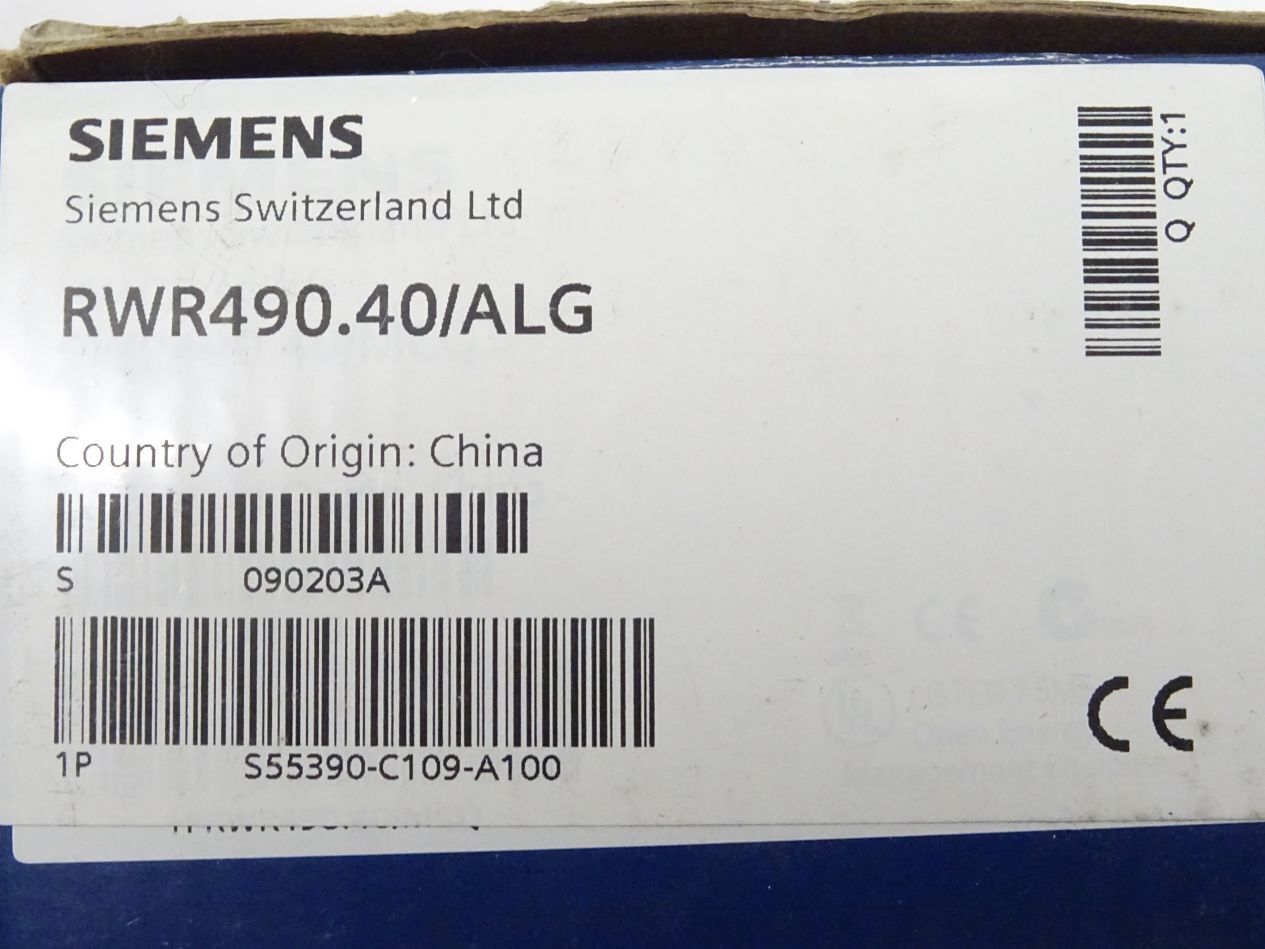 SIEMENS
Siemens Switzerland Ltd
RWR490.40/ALG
Country of Origin: China
S 090203A
1P S55390-C109-A100
Q QTY:1
CE